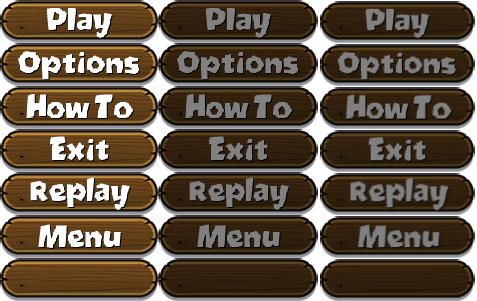 Play Play Play
Options Options Options
How To How To How To
Exit Exit Exit
Replay Replay Replay
Menu Menu Menu